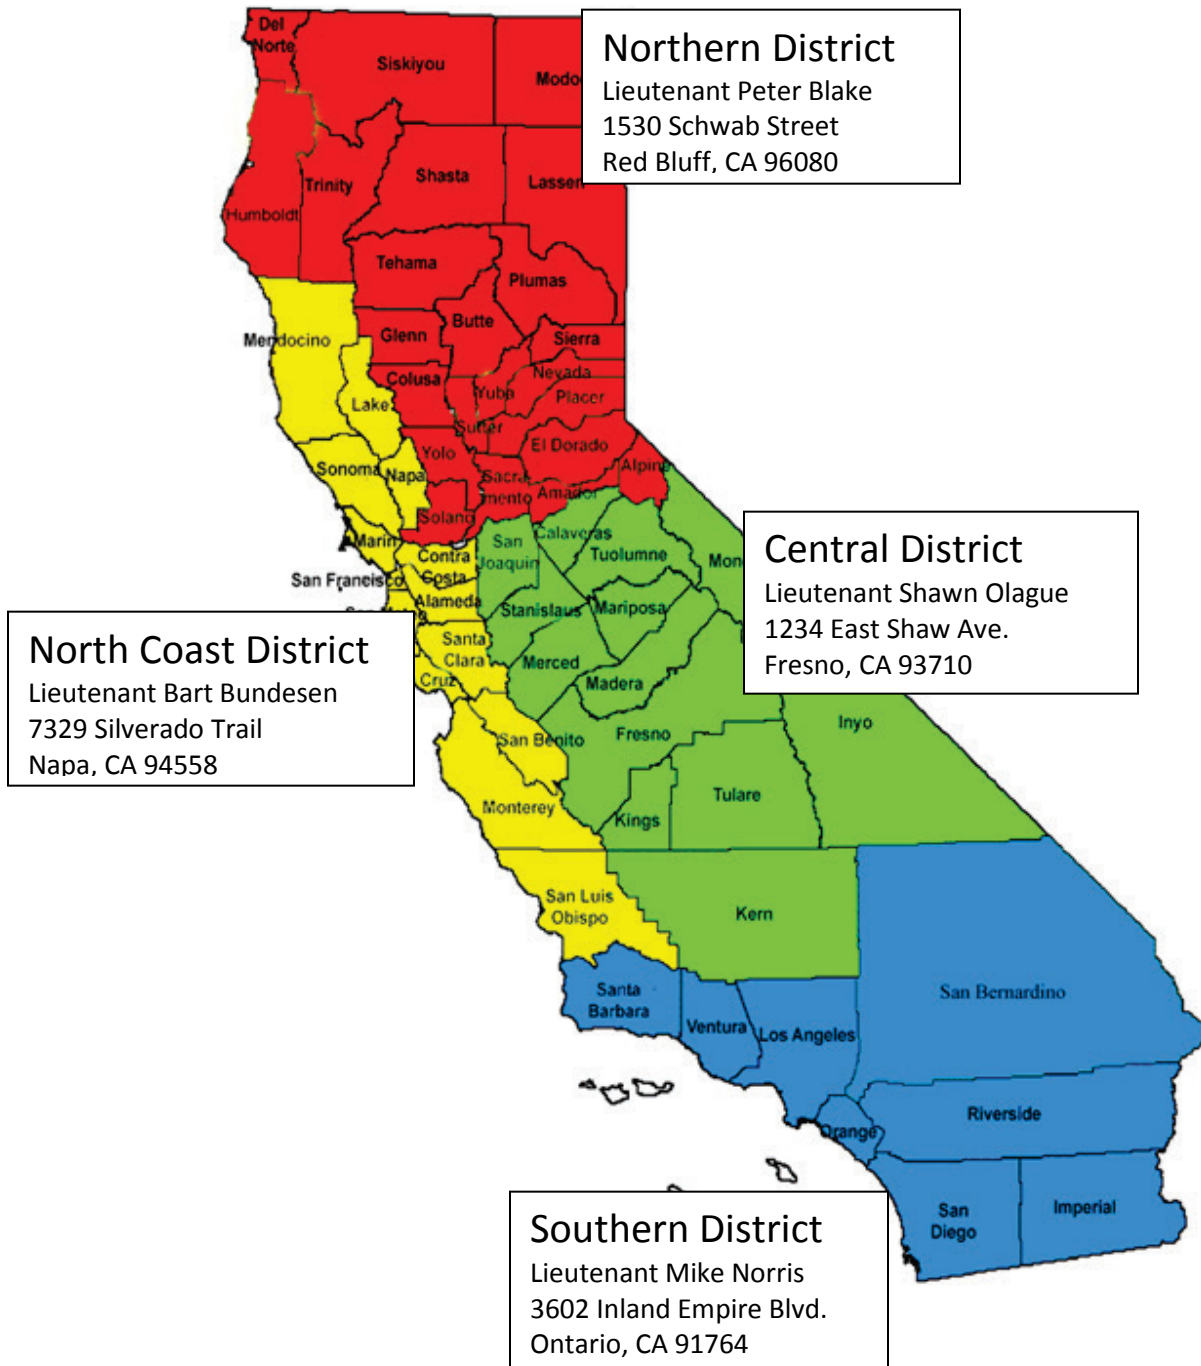 Del
Norte
Siskiyou
Modoc
Northern District
Lieutenant Peter Blake
1530 Schwab Street
Red Bluff, CA 96080
Humboldt
Trinity
Shasta
Lassen
Tehama
Plumas
Mendocino
Glenn
Butte
Sierra
Colusa
Lake
Yuba
Nevada
Placer
Sutter
El Dorado
Sonoma
Napa
Yolo
Sacra
mento
Amador
Alpine
Solano
Marin
Contra
Costa
San
Joaquin
Calaveras
Tuolumne
Central District
Lieutenant Shawn Olague
1234 East Shaw Ave.
Fresno, CA 93710
San Francisco
Alameda
Stanislaus
Mariposa
North Coast District
Lieutenant Bart Bundesen
7329 Silverado Trail
Napa, CA 94558
Santa
Clara
Cruz
Merced
Madera
San Benito
Fresno
Inyo
Monterey
Kings
Tulare
San Luis
Obispo
Kern
Santa
Barbara
Ventura
Los Angeles
San Bernardino
Orange
Riverside
San
Diego
Imperial
Southern District
Lieutenant Mike Norris
3602 Inland Empire Blvd.
Ontario, CA 91764